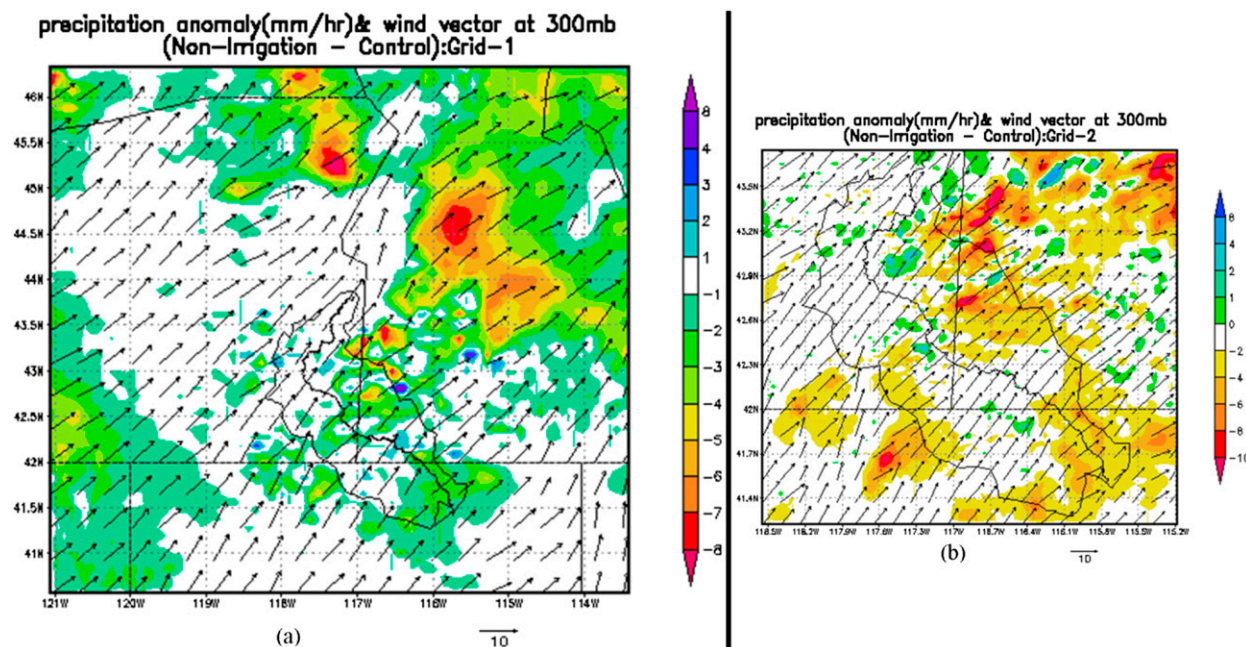 precipitation anomaly(mm/hr)& wind vector at 300mb
(Non-Irrigation - Control):Grid-1
46N
45.5N
45N
44.5N
44N
43.5N
43N
42.5N
42N
41.5N
41N
121W 120W 119W 118W 117W 116W 115W 114W
8
4
3
2
1
-1
-2
-3
-4
-5
-6
-7
-8
(a)
10
precipitation anomaly(mm/hr)& wind vector at 300mb
(Non-Irrigation - Control):Grid-2
43.5N
43.2N
42.9N
42.6N
42.3N
42N
41.7N
41.4N
118.5W 118.2W 117.9W 117.6W 117.3W 117W 116.7W 116.4W 116.1W 115.8W 115.5W 115.2W
8
4
2
1
0
-2
-4
-6
-8
-10
(b)
10